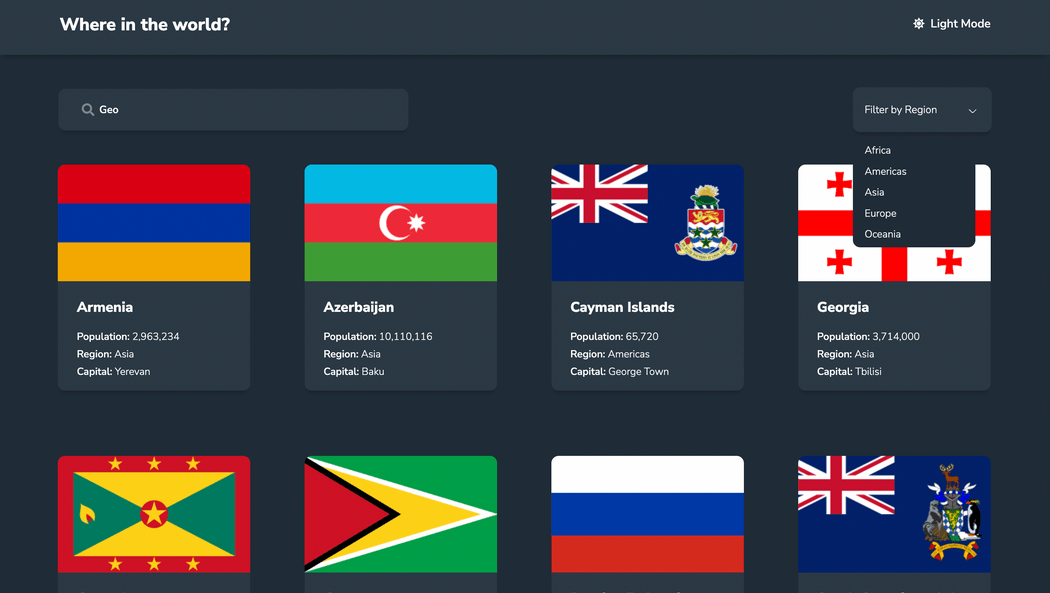 Where in the world?
Light Mode
Geo
Filter by Region
Africa
Americas
Asia
Europe
Oceania
Armenia
Population: 2,963,234
Region: Asia
Capital: Yerevan
Azerbaijan
Population: 10,110,116
Region: Asia
Capital: Baku
Cayman Islands
Population: 65,720
Region: Americas
Capital: George Town
Georgia
Population: 3,714,000
Region: Asia
Capital: Tbilisi